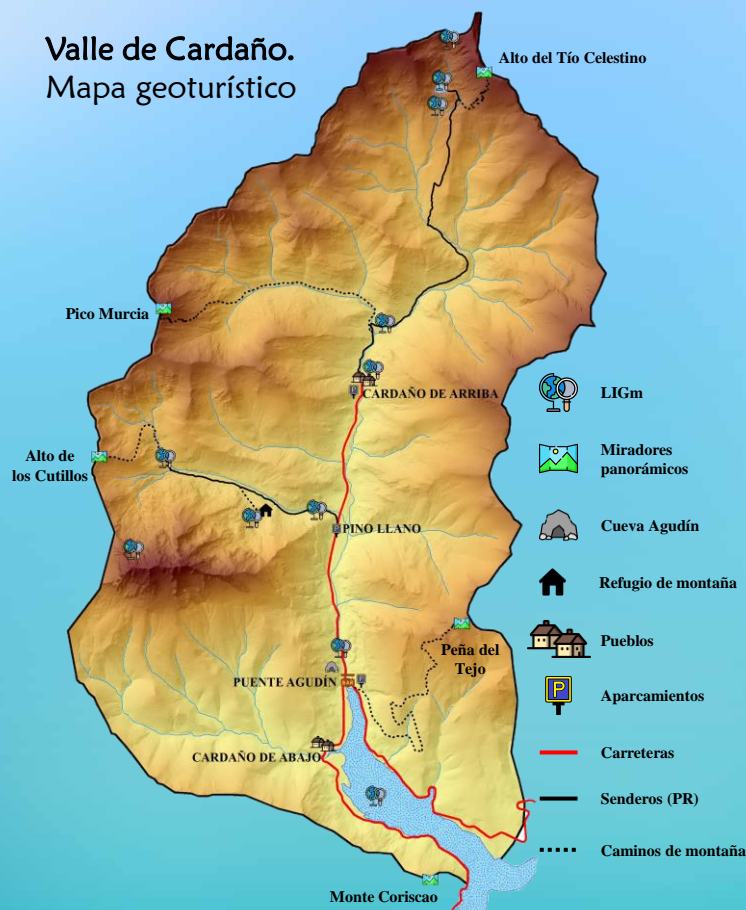 Valle de Cardaño.
Mapa geoturístico
Alto del Tío Celestino
Pico Murcia
CARDAÑO DE ARRIBA
LIGm
Alto de
los Cutillos
Miradores
panorámicos
PINO LLANO
Cueva Agudín
Refugio de montaña
Peña del
Tejo
Pueblos
PUENTE AGUDÍN
P
Aparcamientos
CARDAÑO DE ABAJO
Carreteras
Senderos (PR)
Caminos de montaña
Monte Coriscao